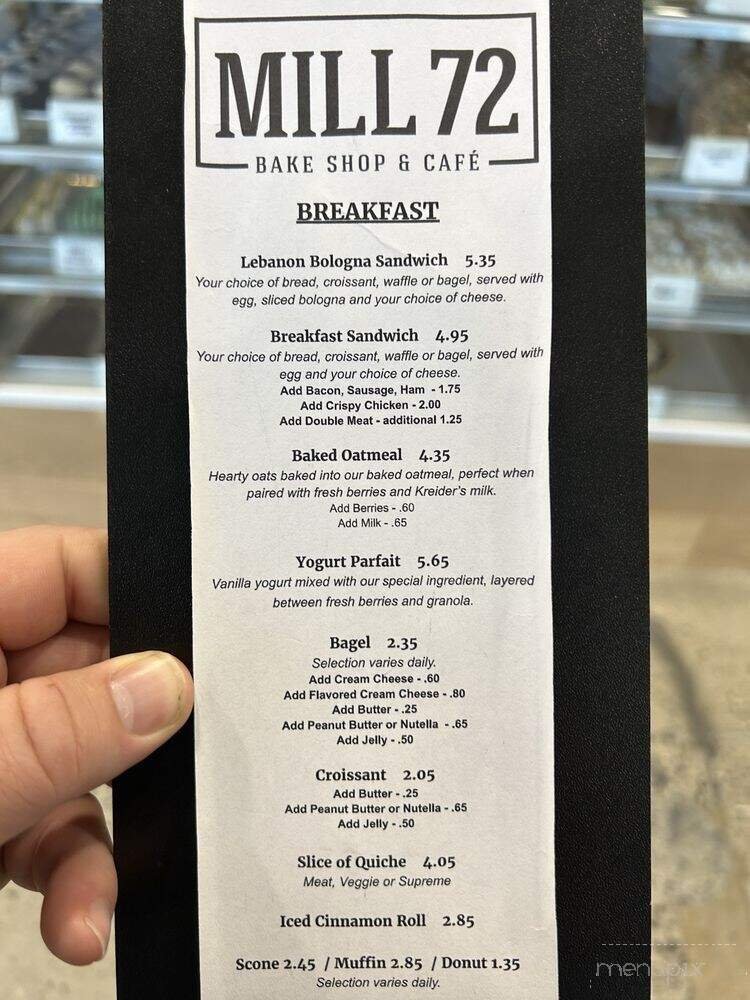 MILL 72
BAKE SHOP & CAFÉ
BREAKFAST
Lebanon Bologna Sandwich 5.35
Your choice of bread, croissant, waffle or bagel, served with
egg, sliced bologna and your choice of cheese.
Breakfast Sandwich 4.95
Your choice of bread, croissant, waffle or bagel, served with
egg and your choice of cheese.
Add Bacon, Sausage, Ham - 1.75
Add Crispy Chicken - 2.00
Add Double Meat - additional 1.25
Baked Oatmeal 4.35
Hearty oats baked into our baked oatmeal, perfect when
paired with fresh berries and Kreider's milk.
Add Berries - .60
Add Milk - .65
Yogurt Parfait 5.65
Vanilla yogurt mixed with our special ingredient, layered
between fresh berries and granola.
Bagel 2.35
Selection varies daily.
Add Cream Cheese - .60
Add Flavored Cream Cheese - .80
Add Butter - .25
Add Peanut Butter or Nutella - .65
Add Jelly - .50
Croissant 2.05
Add Butter - .25
Add Peanut Butter or Nutella - .65
Add Jelly - .50
Slice of Quiche 4.05
Meat, Veggie or Supreme
Iced Cinnamon Roll 2.85
Scone 2.45 / Muffin 2.85 / Donut 1.35
Selection varies daily.
menupix